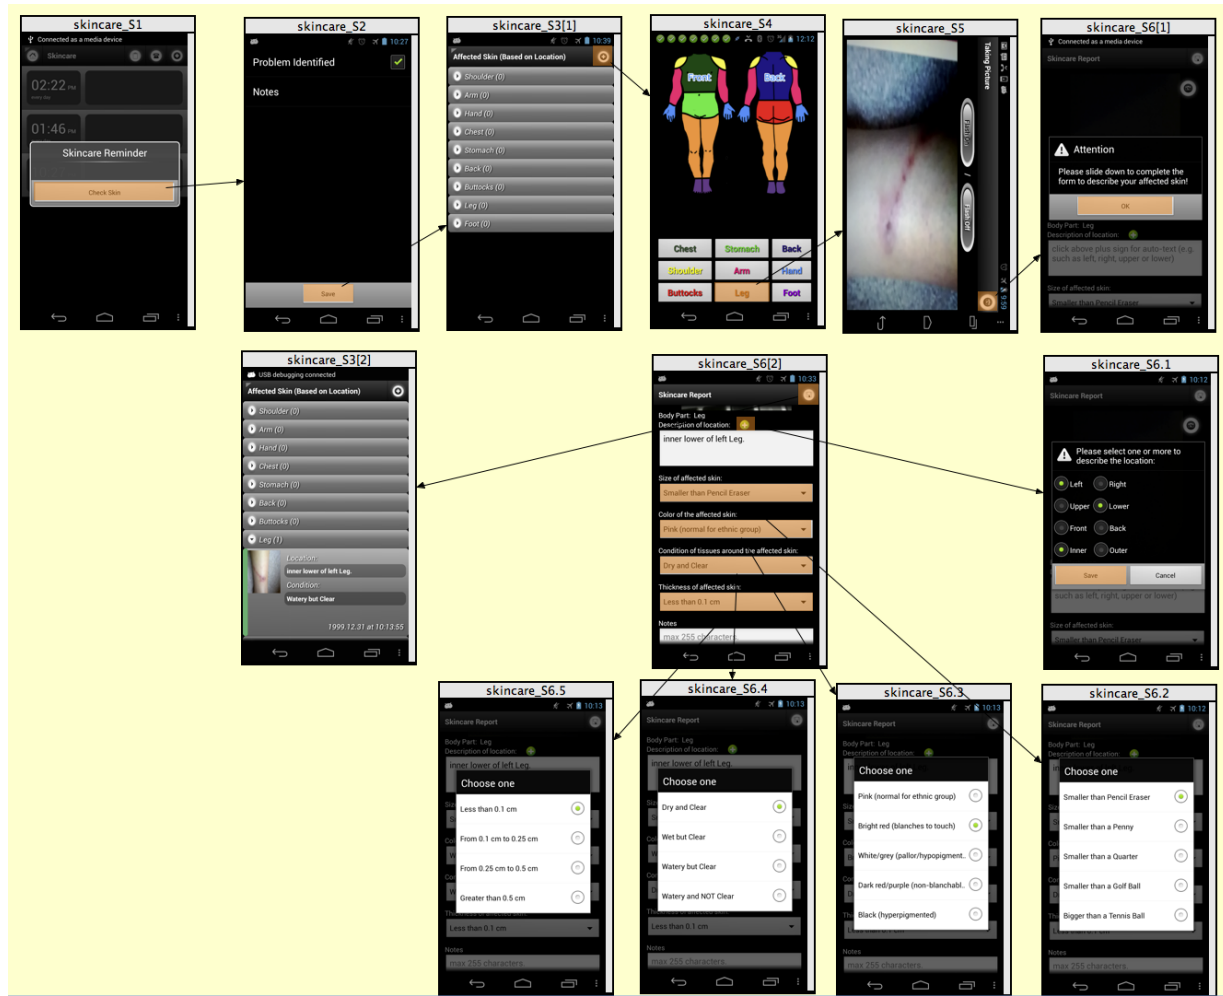 skincare_S1
Connected as a media device
Skincare
02:22 PM
every day
01:46 PM
Skincare Reminder
Check Skin
skincare_S2
10:27
Problem Identified
Notes
Save
skincare_S3[1]
10:39
Affected Skin (Based on Location)
Shoulder (0)
Arm (0)
Hand (0)
Chest (0)
Stomach (0)
Back (0)
Buttocks (0)
Leg (0)
Foot (0)
skincare_S4
12:12
Front
Back
Chest Stomach Back
Shoulder Arm Hand
Buttocks Leg Foot
skincare_S5
Taking Picture
Flash On / Flash Off
9:59
skincare_S6[1]
Connected as a media device
Skincare Report
Attention
Please slide down to complete the
form to describe your affected skin!
OK
Body Part: Leg
Description of location:
click above plus sign for auto-text (e.g.
such as left, right, upper or lower)
Size of affected skin:
Smaller than Pencil Eraser
skincare_S3[2]
USB debugging connected
Affected Skin (Based on Location)
Shoulder (0)
Arm (0)
Hand (0)
Chest (0)
Stomach (0)
Back (0)
Buttocks (0)
Leg (1)
Location:
inner lower of left Leg.
Condition:
Watery but Clear
1999.12.31 at 10:13:55
skincare_S6[2]
10:33
Skincare Report
Body Part: Leg
Description of location:
inner lower of left Leg.
Size of affected skin:
Smaller than Pencil Eraser
Color of the affected skin:
Pink (normal for ethnic group)
Condition of tissues around the affected skin:
Dry and Clear
Thickness of affected skin:
Less than 0.1 cm
Notes
max 255 characters.
skincare_S6.1
10:12
Skincare Report
Please select one or more to
describe the location:
Left Right
Upper Lower
Front Back
Inner Outer
Save Cancel
such as left, right, upper or lower)
Size of affected skin:
Smaller than Pencil Eraser
skincare_S6.5
10:13
Skincare Report
Body Part: Leg
Description of location:
inner lower of left Leg.
Choose one
Less than 0.1 cm
From 0.1 cm to 0.25 cm
From 0.25 cm to 0.5 cm
Greater than 0.5 cm
Thickness of affected skin:
Less than 0.1 cm
Notes
max 255 characters.
skincare_S6.4
10:13
Skincare Report
Body Part: Leg
Description of location:
inner lower of left Leg.
Choose one
Dry and Clear
Wet but Clear
Watery but Clear
Watery and NOT Clear
Thickness of affected skin:
Less than 0.1 cm
Notes
max 255 characters.
skincare_S6.3
10:13
Skincare Report
Body Part: Leg
Description of location:
Choose one
Pink (normal for ethnic group)
Bright red (blanches to touch)
White/grey (pallor/hypopigment..
Dark red/purple (non-blanchabl..
Black (hyperpigmented)
Less than 0.1 cm
Notes
max 255 characters.
skincare_S6.2
10:12
Skincare Report
Body Part: Leg
Description of location:
Choose one
Smaller than Pencil Eraser
Smaller than a Penny
Smaller than a Quarter
Smaller than a Golf Ball
Bigger than a Tennis Ball
Less than 0.1 cm
Notes
max 255 characters.